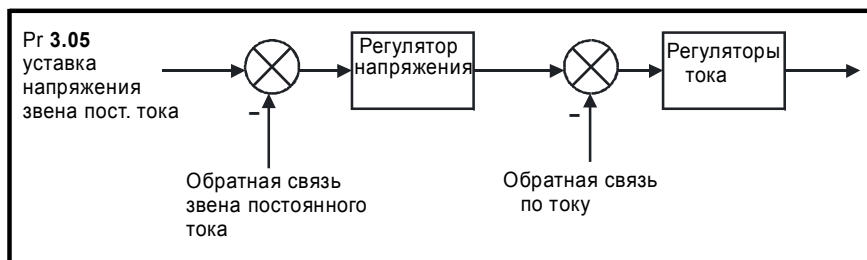 Pr 3.05
уставка
напряжения
звена пост. тока
Регулятор
напряжения
Регуляторы
тока
–
–
Обратная связь
звена постоянного
тока
Обратная связь
по току